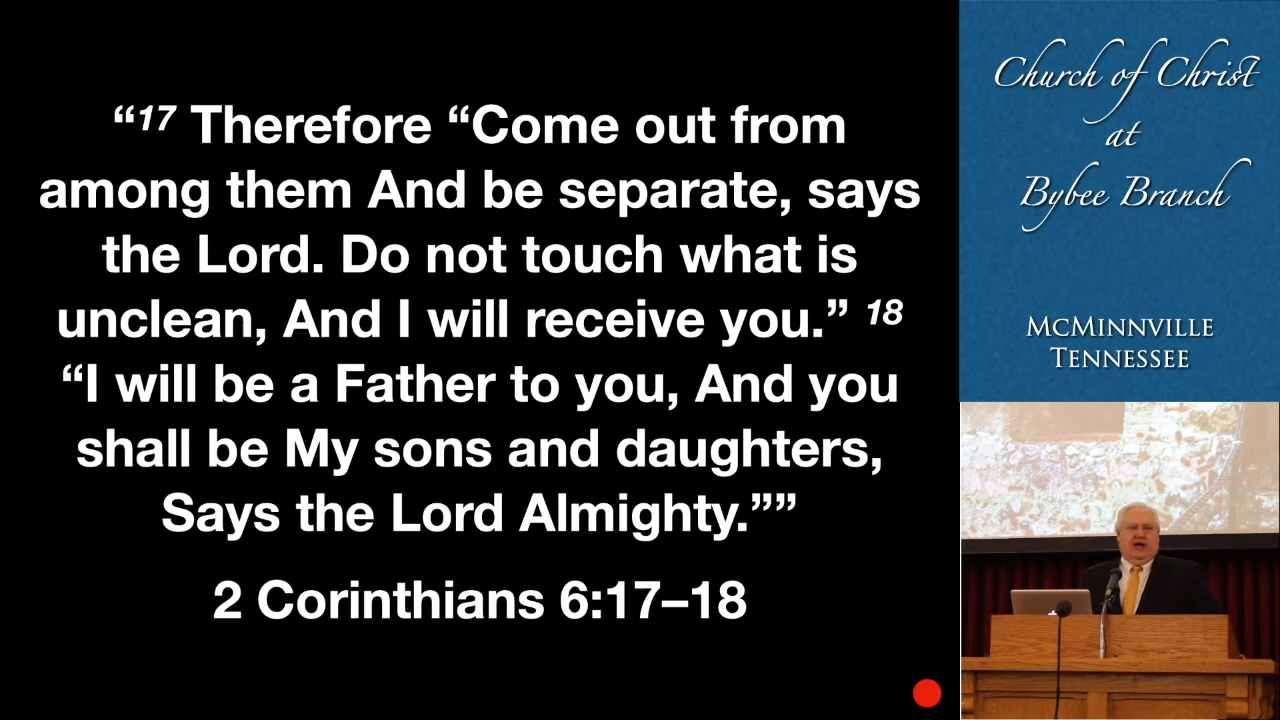 “17 Therefore “Come out from
among them And be separate, says
the Lord. Do not touch what is
unclean, And I will receive you.” 18
“I will be a Father to you, And you
shall be My sons and daughters,
Says the Lord Almighty.””
2 Corinthians 6:17–18
Church of Christ
at
Bybee Branch
McMinnville
Tennessee